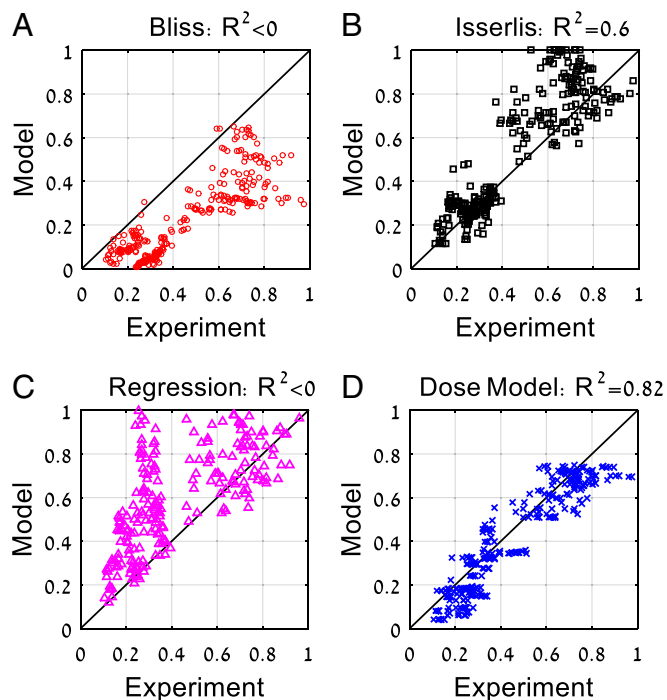 A
Bliss: R²<0
1
0.8
0.6
0.4
0.2
0
Model
0 0.2 0.4 0.6 0.8 1
Experiment
B
Isserlis: R²=0.6
1
0.8
0.6
0.4
0.2
0
Model
0 0.2 0.4 0.6 0.8 1
Experiment
C
Regression: R²<0
1
0.8
0.6
0.4
0.2
0
Model
0 0.2 0.4 0.6 0.8 1
Experiment
D
Dose Model: R²=0.82
1
0.8
0.6
0.4
0.2
0
Model
0 0.2 0.4 0.6 0.8 1
Experiment